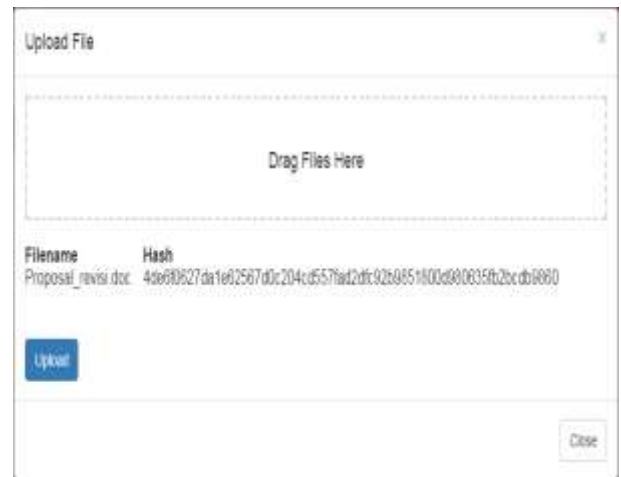 Upload File
x
Drag Files Here
Filename Hash
Proposal_revisi.doc
Upload
Close